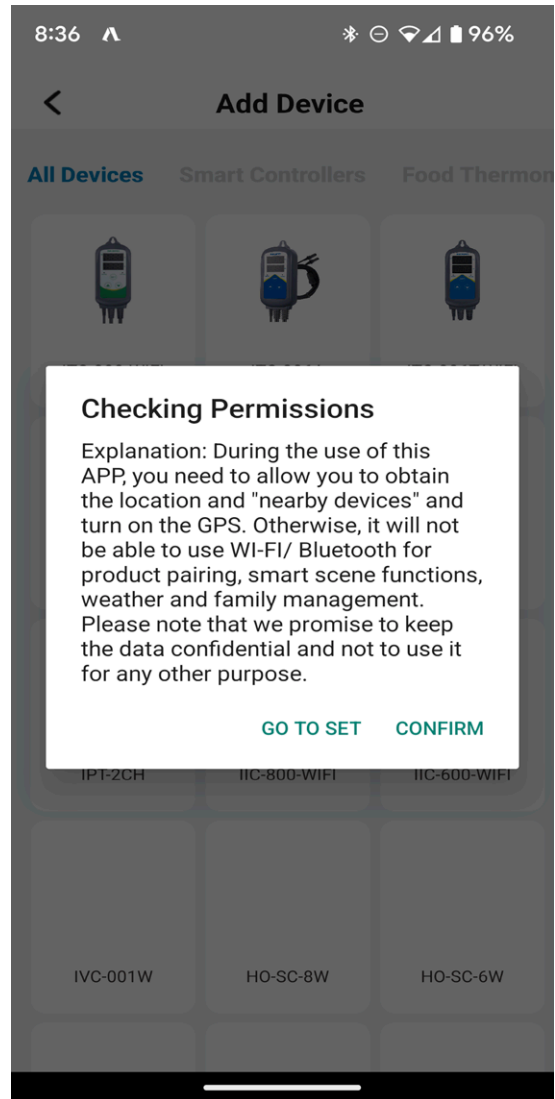 8:36
96%
Add Device
All Devices Smart Controllers Food Thermon
Checking Permissions
Explanation: During the use of this
APP, you need to allow you to obtain
the location and "nearby devices" and
turn on the GPS. Otherwise, it will not
be able to use WI-FI/ Bluetooth for
product pairing, smart scene functions,
weather and family management.
Please note that we promise to keep
the data confidential and not to use it
for any other purpose.
GO TO SET CONFIRM
IPT-2CH IIC-800-WIFI IIC-600-WIFI
IVC-001W HO-SC-8W HO-SC-6W